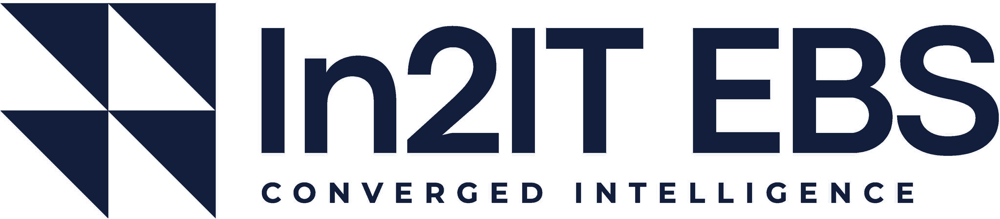 In2IT EBS
CONVERGED INTELLIGENCE